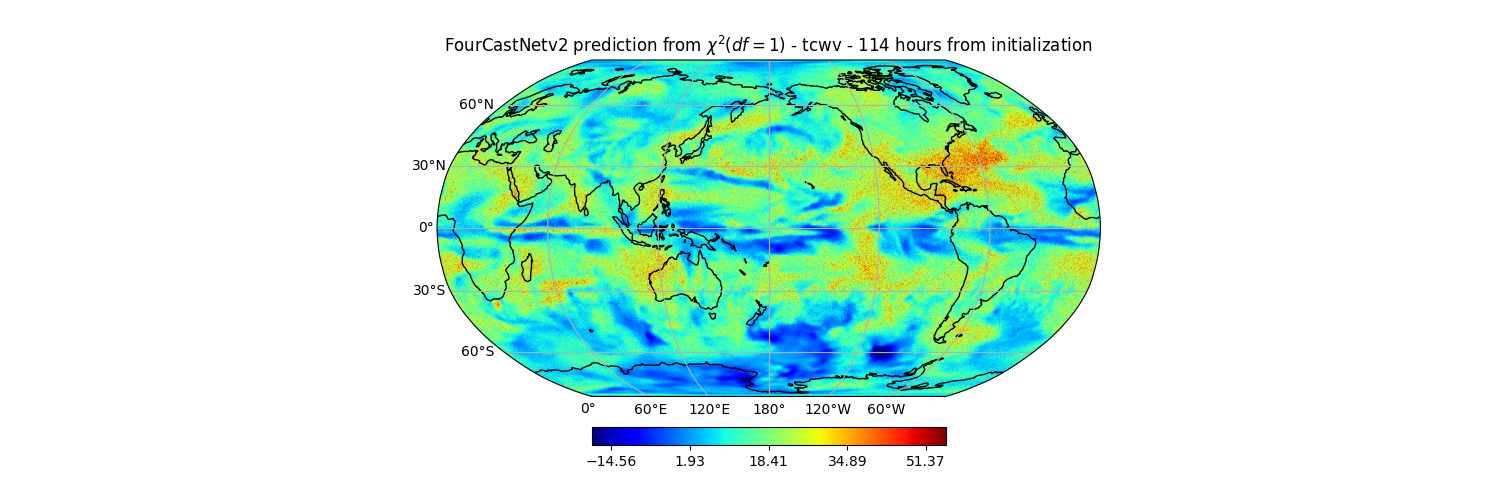 FourCastNetv2 prediction from χ²(df = 1) - tcwv - 114 hours from initialization
60°N
30°N
0°
30°S
60°S
0° 60°E 120°E 180° 120°W 60°W
−14.56 1.93 18.41 34.89 51.37